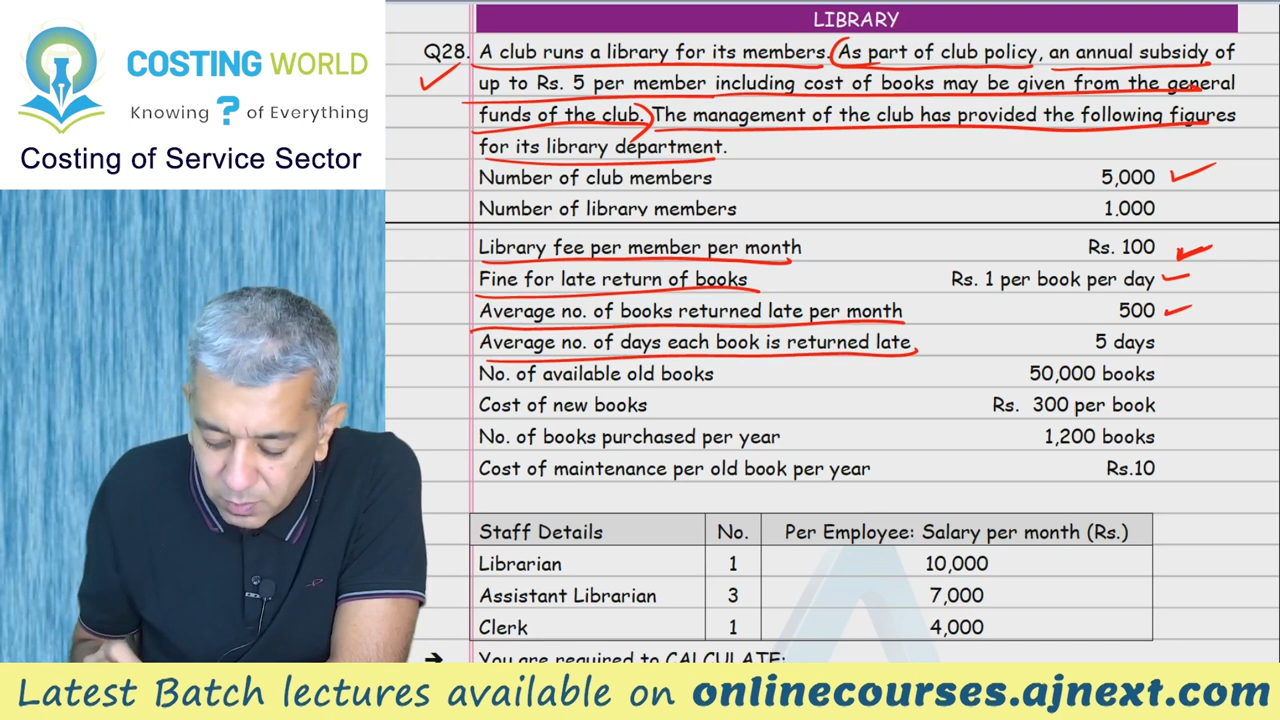 COSTING WORLD
Knowing ? of Everything
Costing of Service Sector
LIBRARY
Q28. A club runs a library for its members. As part of club policy, an annual subsidy of
up to Rs. 5 per member including cost of books may be given from the general
funds of the club. The management of the club has provided the following figures
for its library department.
Number of club members 5,000
Number of library members 1,000
Library fee per member per month Rs. 100
Fine for late return of books Rs. 1 per book per day
Average no. of books returned late per month 500
Average no. of days each book is returned late 5 days
No. of available old books 50,000 books
Cost of new books Rs. 300 per book
No. of books purchased per year 1,200 books
Cost of maintenance per old book per year Rs.10
Staff Details No. Per Employee: Salary per month (Rs.)
Librarian 1 10,000
Assistant Librarian 3 7,000
Clerk 1 4,000
➔ You are required to CALCULATE:
Latest Batch lectures available on onlinecourses.ajnext.com